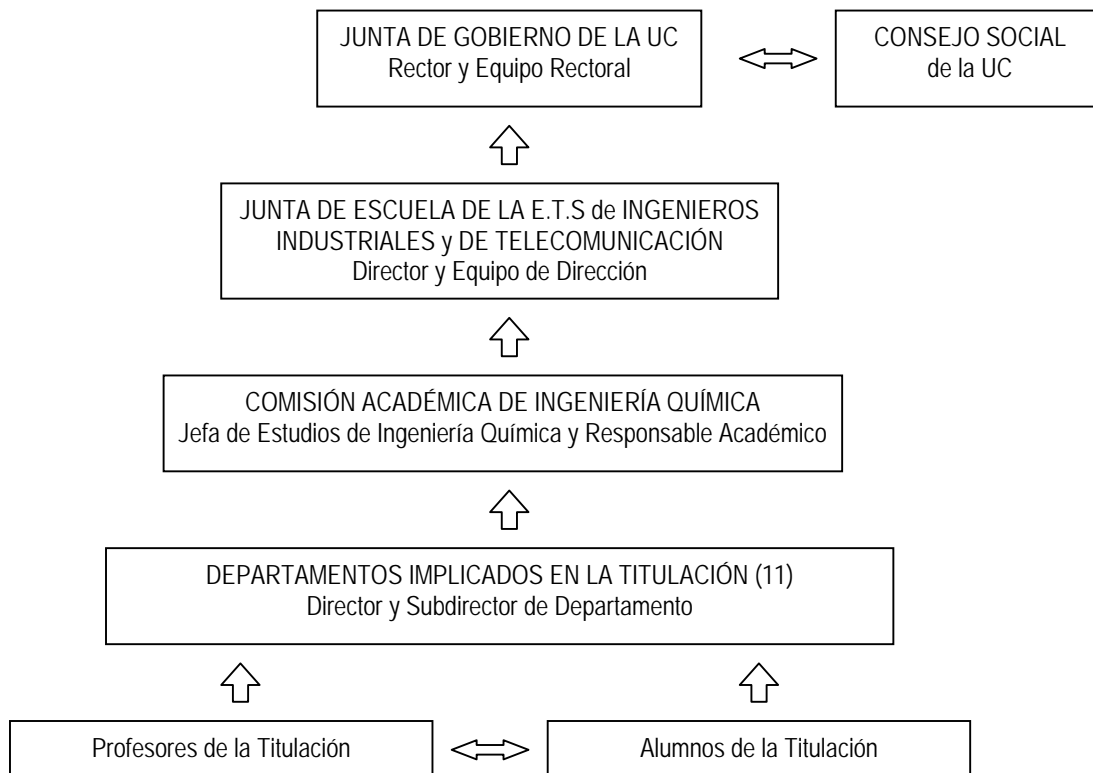 JUNTA DE GOBIERNO DE LA UC
Rector y Equipo Rectoral
CONSEJO SOCIAL
de la UC
JUNTA DE ESCUELA DE LA E.T.S de INGENIEROS
INDUSTRIALES y DE TELECOMUNICACIÓN
Director y Equipo de Dirección
COMISIÓN ACADÉMICA DE INGENIERÍA QUÍMICA
Jefa de Estudios de Ingeniería Química y Responsable Académico
DEPARTAMENTOS IMPLICADOS EN LA TITULACIÓN (11)
Director y Subdirector de Departamento
Profesores de la Titulación
Alumnos de la Titulación